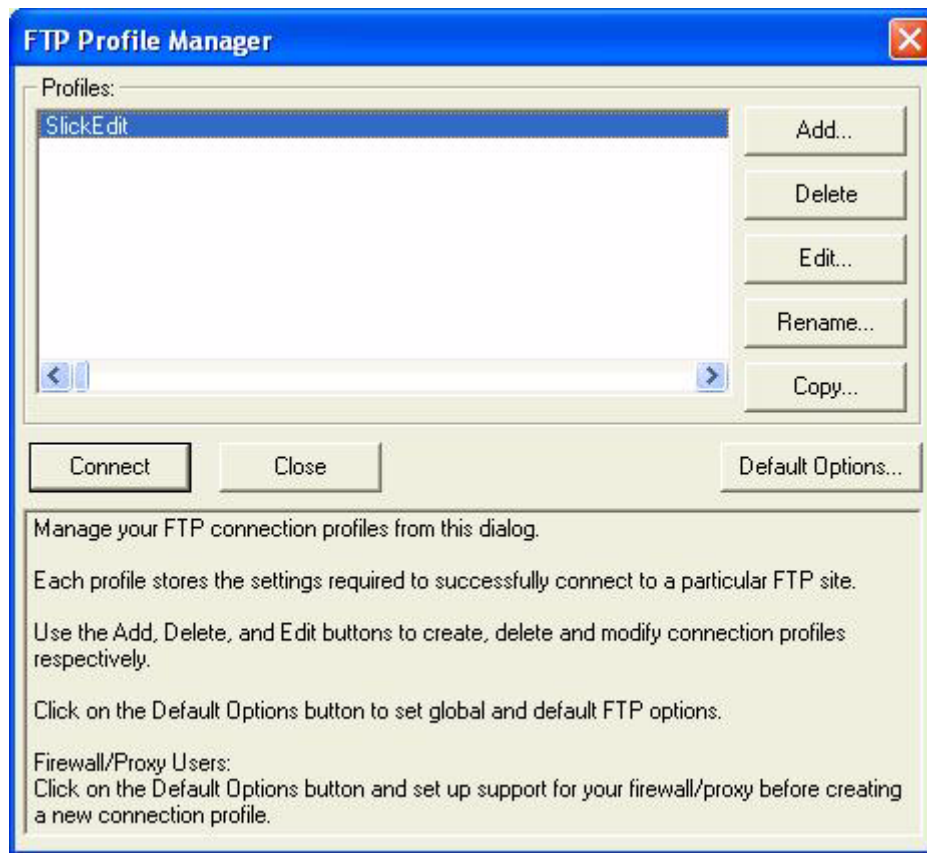 FTP Profile Manager
Profiles:
SlickEdit
Add...
Delete
Edit...
Rename...
Copy...
Connect
Close
Default Options...
Manage your FTP connection profiles from this dialog.
Each profile stores the settings required to successfully connect to a particular FTP site.
Use the Add, Delete, and Edit buttons to create, delete and modify connection profiles
respectively.
Click on the Default Options button to set global and default FTP options.
Firewall/Proxy Users:
Click on the Default Options button and set up support for your firewall/proxy before creating
a new connection profile.